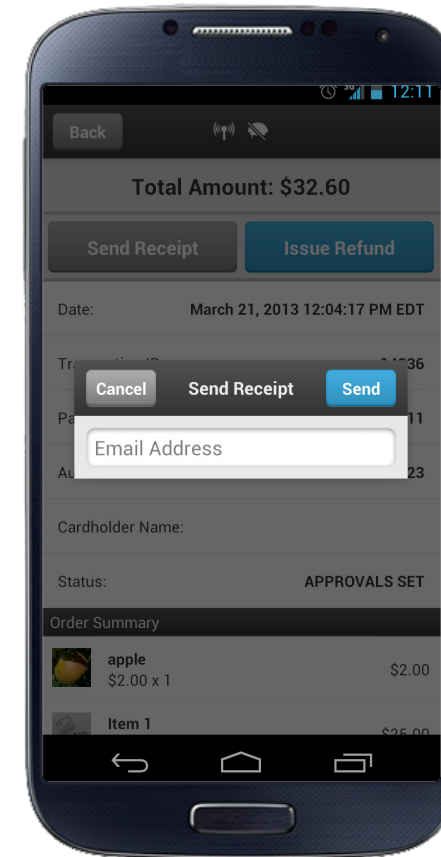 3G 12:11
Back
Total Amount: $32.60
Send Receipt Issue Refund
Date: March 21, 2013 12:04:17 PM EDT
Cancel Send Receipt Send
Email Address
Cardholder Name:
Status: APPROVALS SET
Order Summary
apple
$2.00 x 1 $2.00
Item 1